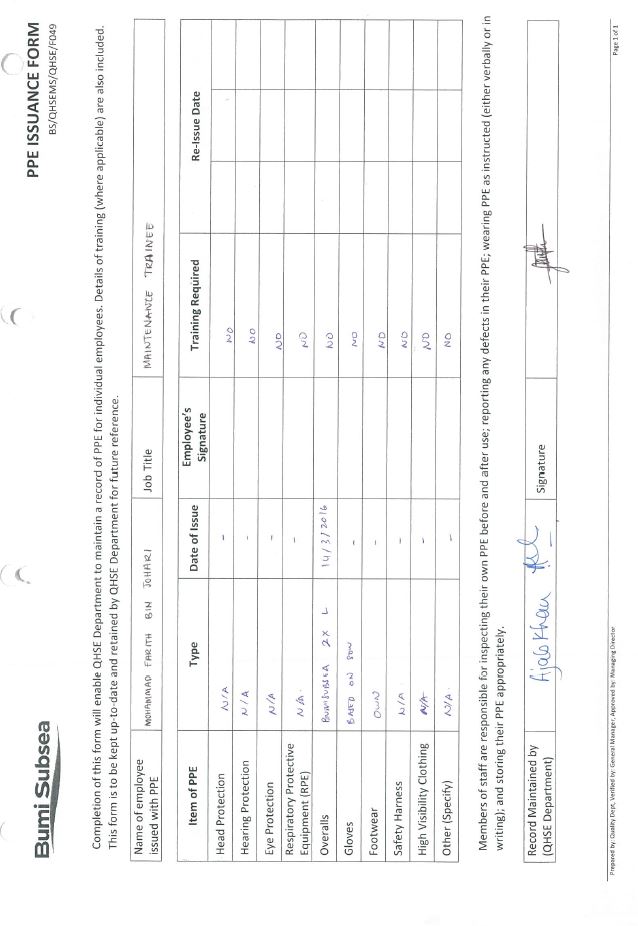 Bumi Subsea
PPE ISSUANCE FORM
BS/QHSEMS/QHSE/F049
Completion of this form will enable QHSE Department to maintain a record of PPE for individual employees. Details of training (where applicable) are also included.
This form is to be kept up-to-date and retained by QHSE Department for future reference.
Name of employee issued with PPE MOHAMMAD FARITH BIN JOHARI Job Title MAINTENANCE TRAINEE
Item of PPE Type Date of Issue Employee's Signature Training Required Re-Issue Date
Head Protection N/A - NO
Hearing Protection N/A - NO
Eye Protection N/A - NO
Respiratory Protective Equipment (RPE) N/A - NO
Overalls BUMISUBSEA 2X L 14/3/2016 NO
Gloves BASED ON SOW - NO
Footwear OWN - NO
Safety Harness N/A - NO
High Visibility Clothing N/A - NO
Other (Specify) N/A - NO
Members of staff are responsible for inspecting their own PPE before and after use; reporting any defects in their PPE; wearing PPE as instructed (either verbally or in
writing); and storing their PPE appropriately.
Record Maintained by (QHSE Department) Ajab Khan Signature
Prepared by: Quality Dept, Verified by: General Manager, Approved by: Managing Director
Page 1 of 1